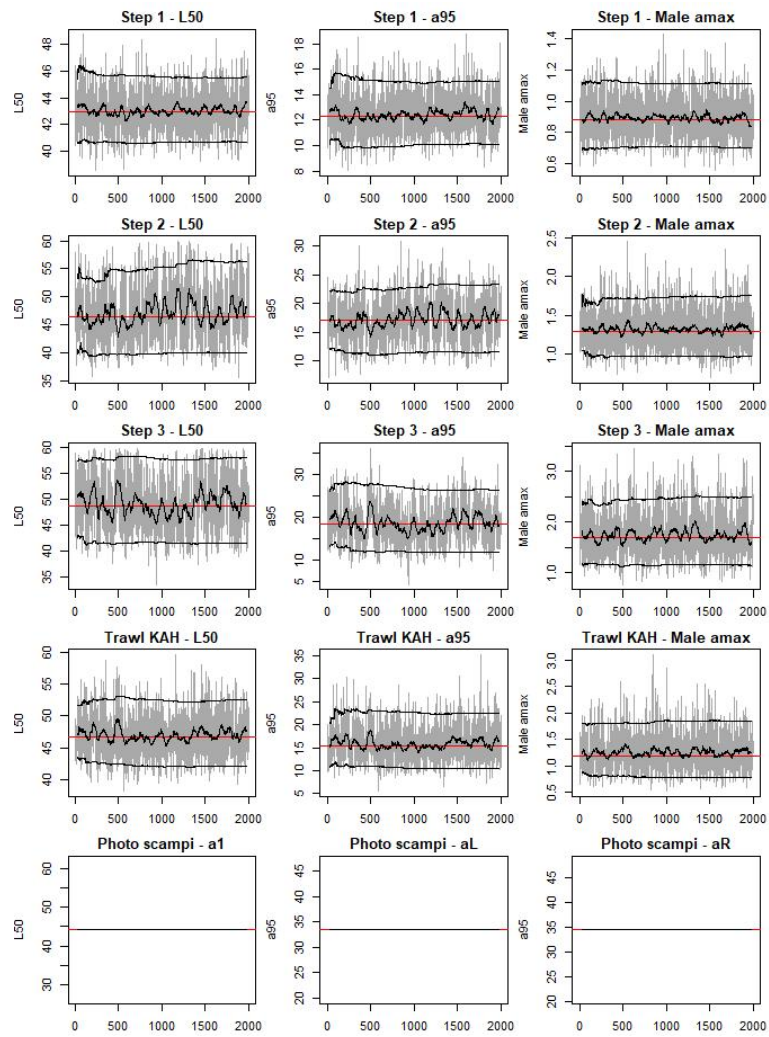 Step 1 - L50
L50
48
46
44
42
40
0 500 1000 1500 2000
Step 1 - a95
a95
18
16
14
12
10
8
0 500 1000 1500 2000
Step 1 - Male amax
Male amax
1.4
1.2
1.0
0.8
0.6
0 500 1000 1500 2000
Step 2 - L50
L50
60
55
50
45
40
35
0 500 1000 1500 2000
Step 2 - a95
a95
30
25
20
15
10
0 500 1000 1500 2000
Step 2 - Male amax
Male amax
2.5
2.0
1.5
1.0
0 500 1000 1500 2000
Step 3 - L50
L50
60
55
50
45
40
35
0 500 1000 1500 2000
Step 3 - a95
a95
30
20
15
10
5
0 500 1000 1500 2000
Step 3 - Male amax
Male amax
3.0
2.0
1.0
0 500 1000 1500 2000
Trawl KAH - L50
L50
60
55
50
45
40
0 500 1000 1500 2000
Trawl KAH - a95
a95
35
30
25
20
15
10
5
0 500 1000 1500 2000
Trawl KAH - Male amax
Male amax
3.0
2.5
2.0
1.5
1.0
0.5
0 500 1000 1500 2000
Photo scampi - a1
L50
60
50
40
30
0 500 1000 1500 2000
Photo scampi - aL
a95
45
40
35
30
25
20
0 500 1000 1500 2000
Photo scampi - aR
a95
45
40
35
30
25
20
0 500 1000 1500 2000